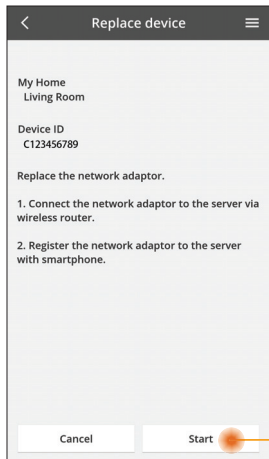 Replace device
My Home
Living Room
Device ID
C123456789
Replace the network adaptor.
1. Connect the network adaptor to the server via
wireless router.
2. Register the network adaptor to the server
with smartphone.
Cancel Start